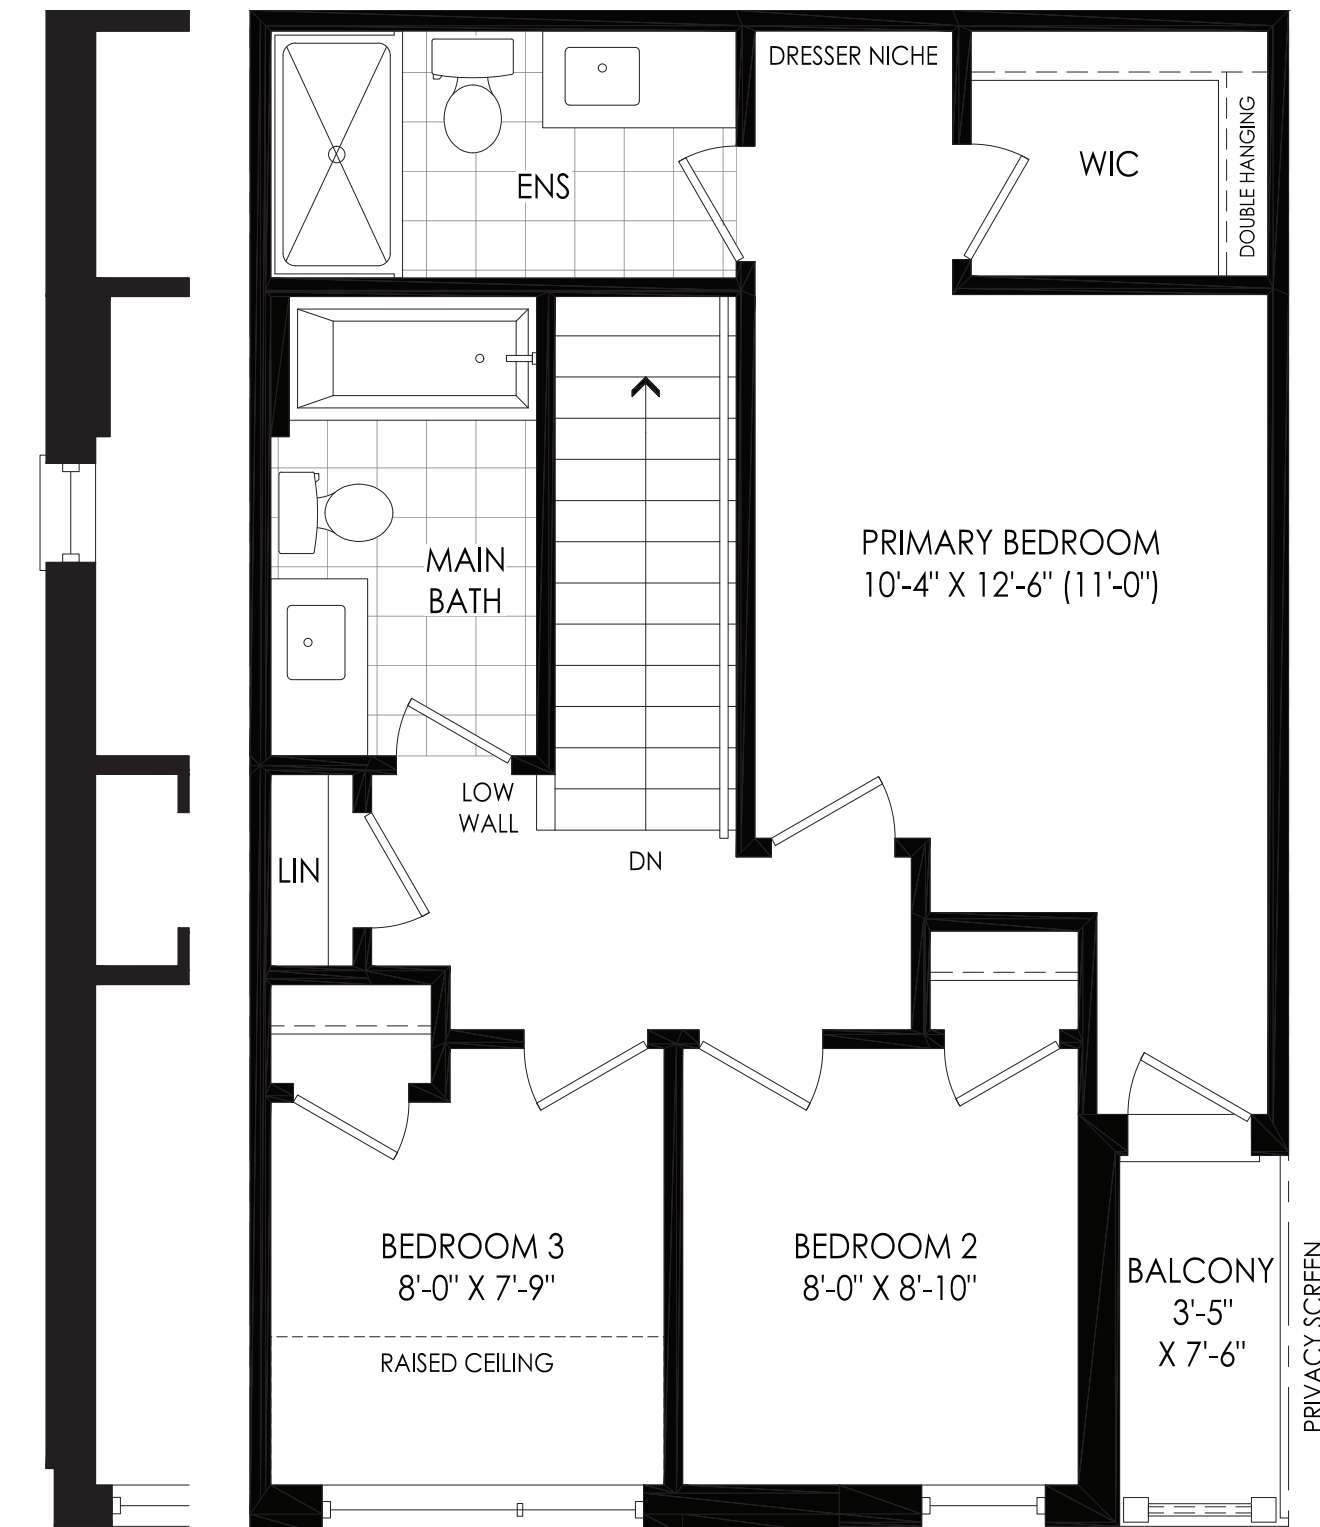 DRESSER NICHE
WIC
DOUBLE HANGING
ENS
PRIMARY BEDROOM
10'-4" X 12'-6" (11'-0")
MAIN
BATH
LOW
WALL
DN
LIN
BEDROOM 3
8'-0" X 7'-9"
RAISED CEILING
BEDROOM 2
8'-0" X 8'-10"
BALCONY
3'-5"
X 7'-6"
PRIVACY SCREEN